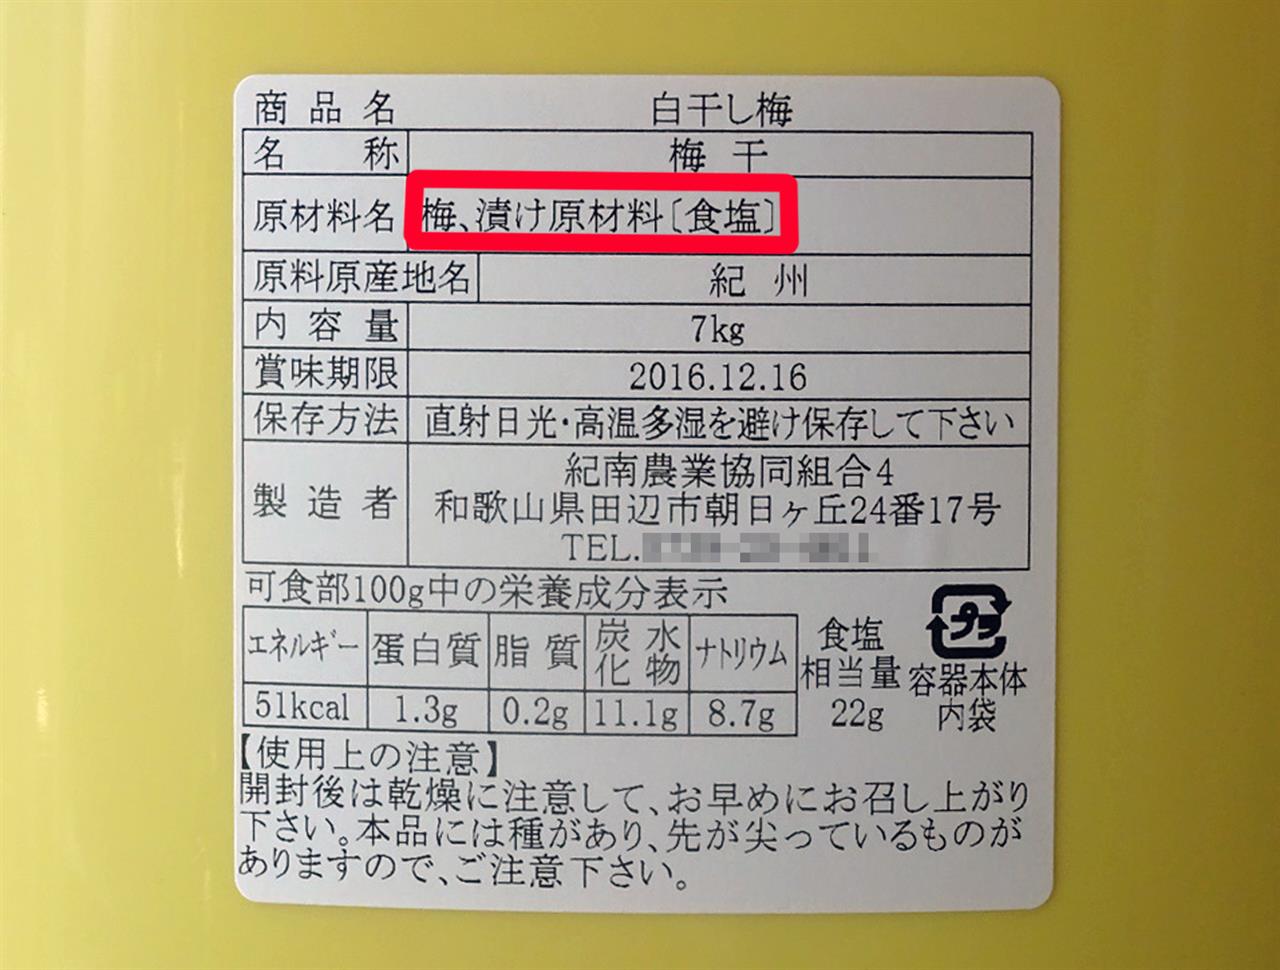 商品名 白干し梅
名称 梅干
原材料名 梅、漬け原材料〔食塩〕
原料原産地名 紀州
内容量 7kg
賞味期限 2016.12.16
保存方法 直射日光・高温多湿を避け保存して下さい
製造者 紀南農業協同組合4
和歌山県田辺市朝日ヶ丘24番17号
TEL.
可食部100g中の栄養成分表示
エネルギー 蛋白質 脂質 炭水化物 ナトリウム 食塩相当量
51kcal 1.3g 0.2g 11.1g 8.7g 22g
プラ
容器本体
内袋
【使用上の注意】
開封後は乾燥に注意して、お早めにお召し上がり
下さい。本品には種があり、先が尖っているものが
ありますので、ご注意下さい。